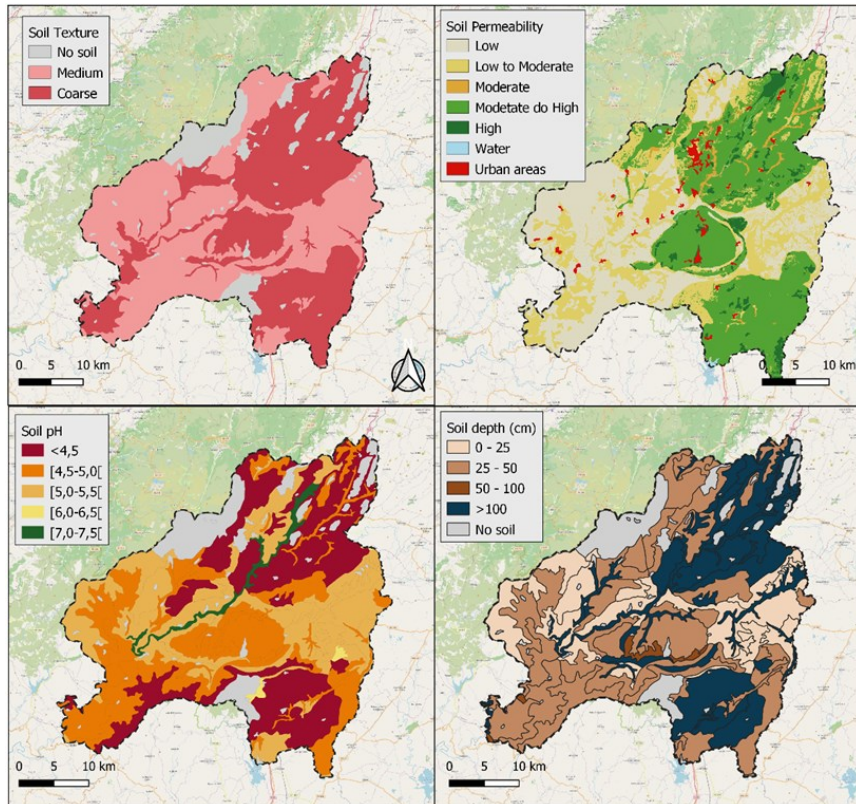 Soil Texture
No soil
Medium
Coarse
0 5 10 km
Soil Permeability
Low
Low to Moderate
Moderate
Modetate do High
High
Water
Urban areas
0 5 10 km
Soil pH
<4,5
[4,5-5,0[
[5,0-5,5[
[6,0-6,5[
[7,0-7,5[
0 5 10 km
Soil depth (cm)
0 - 25
25 - 50
50 - 100
>100
No soil
0 5 10 km